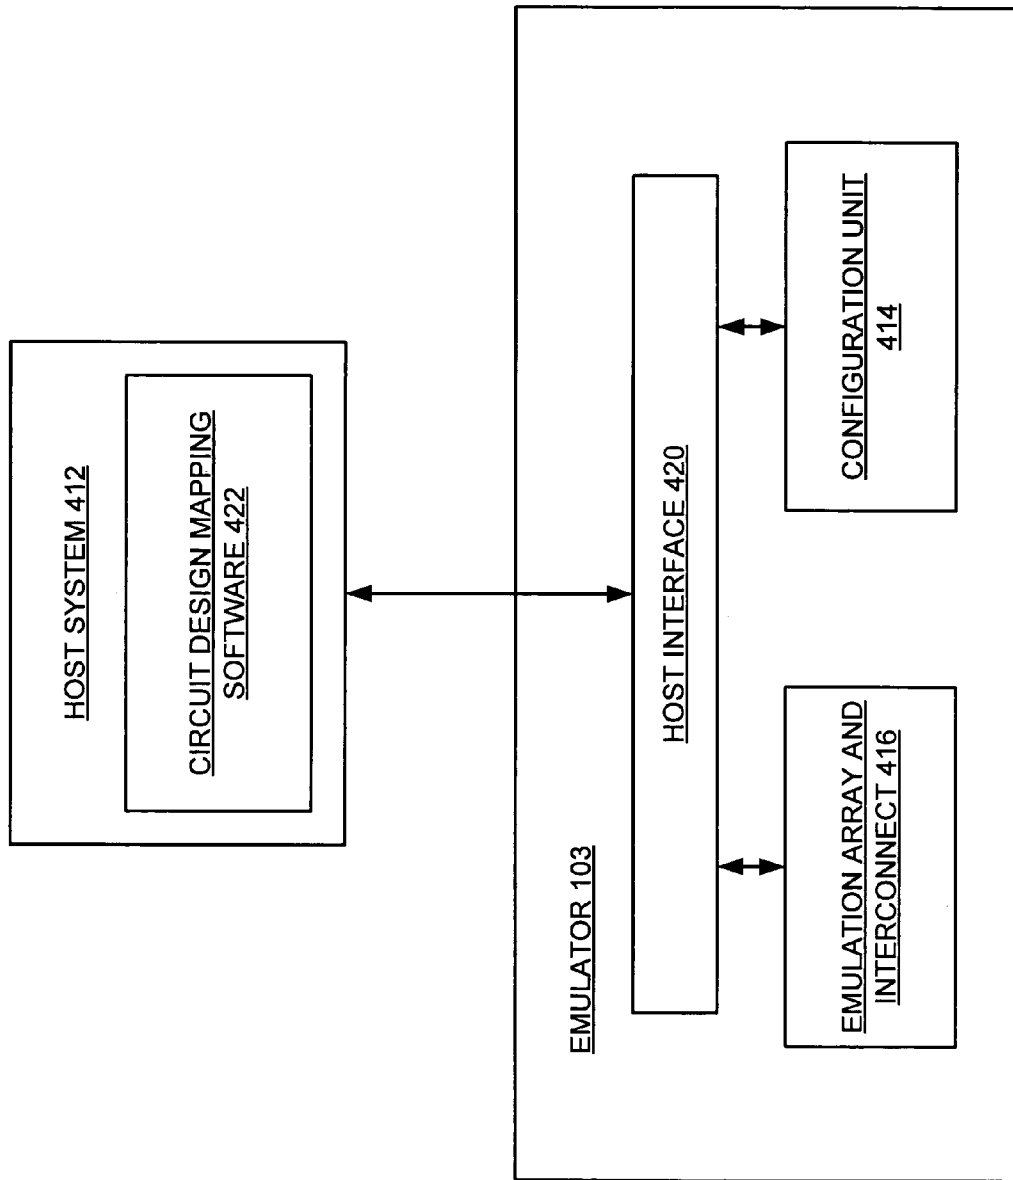 HOST SYSTEM 412
CIRCUIT DESIGN MAPPING
SOFTWARE 422
EMULATOR 103
HOST INTERFACE 420
EMULATION ARRAY AND
INTERCONNECT 416
CONFIGURATION UNIT
414